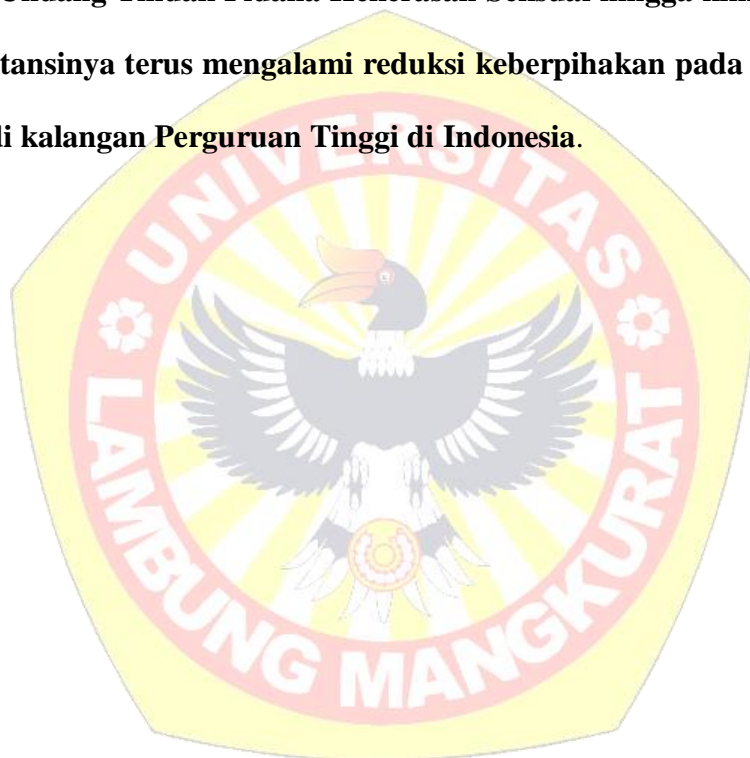 tansinya terus mengalami reduksi keberpihakan pada
di kalangan Perguruan Tinggi di Indonesia.
UNIVERSITAS
LAMBUNG MANGKURAT